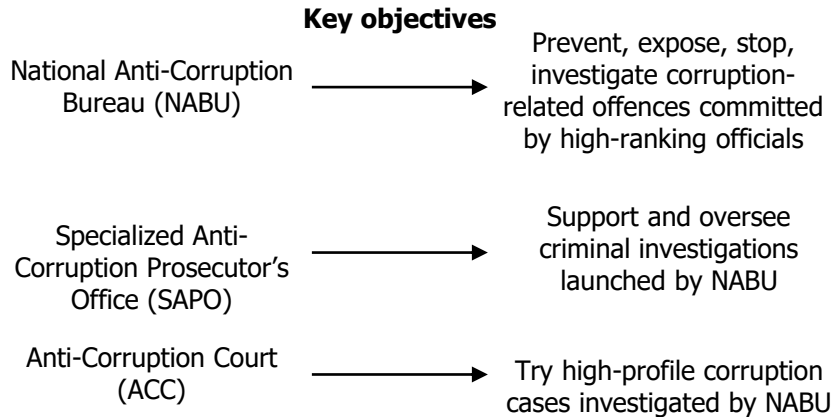 Key objectives
National Anti-Corruption
Bureau (NABU)
Prevent, expose, stop,
investigate corruption-
related offences committed
by high-ranking officials
Specialized Anti-
Corruption Prosecutor's
Office (SAPO)
Support and oversee
criminal investigations
launched by NABU
Anti-Corruption Court
(ACC)
Try high-profile corruption
cases investigated by NABU